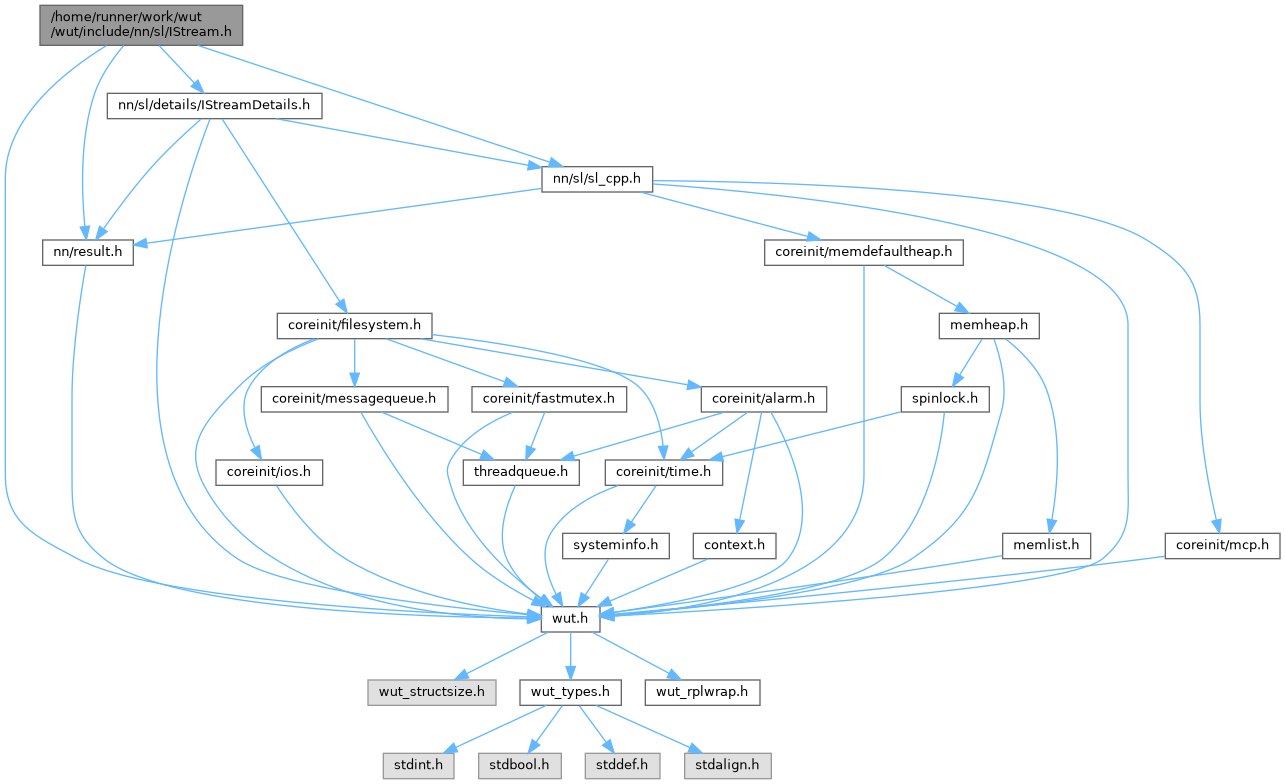 /home/runner/work/wut
/wut/include/nn/sl/IStream.h
nn/sl/details/IStreamDetails.h
nn/sl/sl_cpp.h
nn/result.h
coreinit/memdefaultheap.h
coreinit/filesystem.h
memheap.h
coreinit/messagequeue.h
coreinit/fastmutex.h
coreinit/alarm.h
spinlock.h
coreinit/ios.h
threadqueue.h
coreinit/time.h
systeminfo.h
context.h
memlist.h
coreinit/mcp.h
wut.h
wut_structsize.h
wut_types.h
wut_rplwrap.h
stdint.h
stdbool.h
stddef.h
stdalign.h